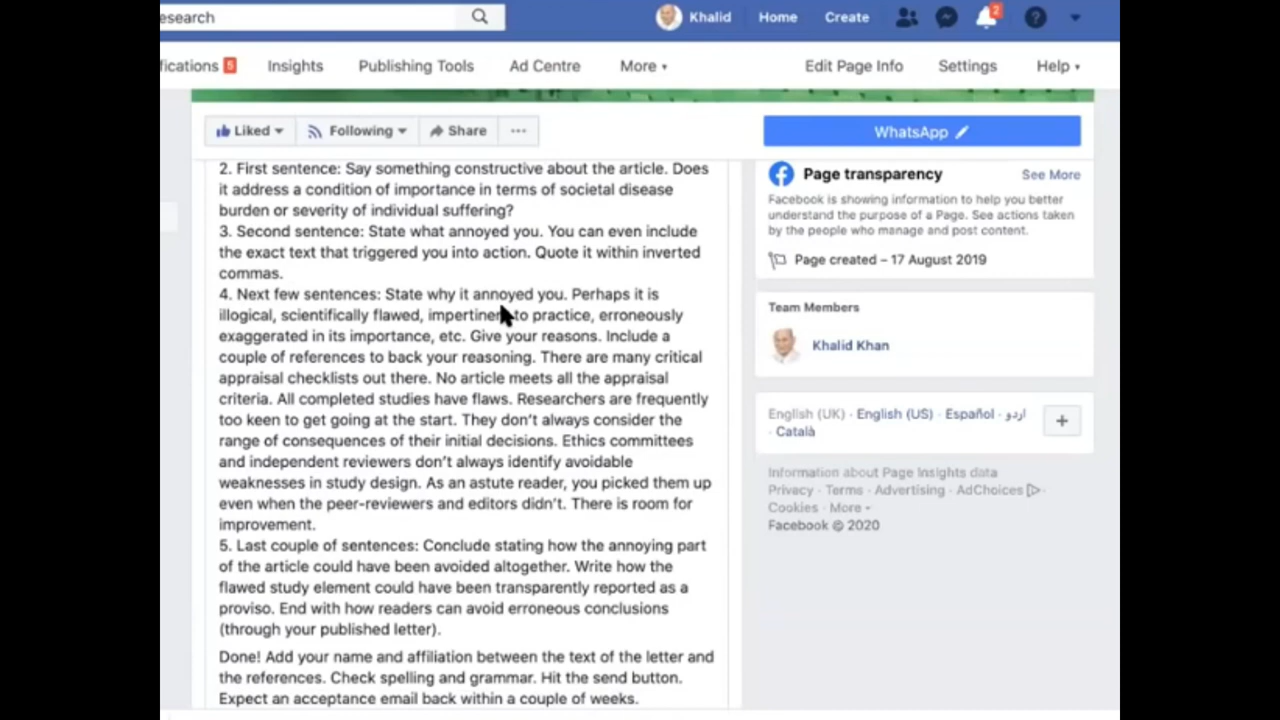 esearch
Khalid
Home
Create
2
fications 5
Insights
Publishing Tools
Ad Centre
More
Edit Page Info
Settings
Help
Liked
Following
Share
WhatsApp
2. First sentence: Say something constructive about the article. Does
it address a condition of importance in terms of societal disease
burden or severity of individual suffering?
3. Second sentence: State what annoyed you. You can even include
the exact text that triggered you into action. Quote it within inverted
commas.
4. Next few sentences: State why it annoyed you. Perhaps it is
illogical, scientifically flawed, impertinent to practice, erroneously
exaggerated in its importance, etc. Give your reasons. Include a
couple of references to back your reasoning. There are many critical
appraisal checklists out there. No article meets all the appraisal
criteria. All completed studies have flaws. Researchers are frequently
too keen to get going at the start. They don't always consider the
range of consequences of their initial decisions. Ethics committees
and independent reviewers don't always identify avoidable
weaknesses in study design. As an astute reader, you picked them up
even when the peer-reviewers and editors didn't. There is room for
improvement.
5. Last couple of sentences: Conclude stating how the annoying part
of the article could have been avoided altogether. Write how the
flawed study element could have been transparently reported as a
proviso. End with how readers can avoid erroneous conclusions
(through your published letter).
Done! Add your name and affiliation between the text of the letter and
the references. Check spelling and grammar. Hit the send button.
Expect an acceptance email back within a couple of weeks.
Page transparency
See More
Facebook is showing information to help you better
understand the purpose of a Page. See actions taken
by the people who manage and post content.
Page created – 17 August 2019
Team Members
Khalid Khan
English (UK) · English (US) · Español · اردو
· Català
Information about Page Insights data
Privacy · Terms · Advertising · AdChoices ·
Cookies · More
Facebook © 2020